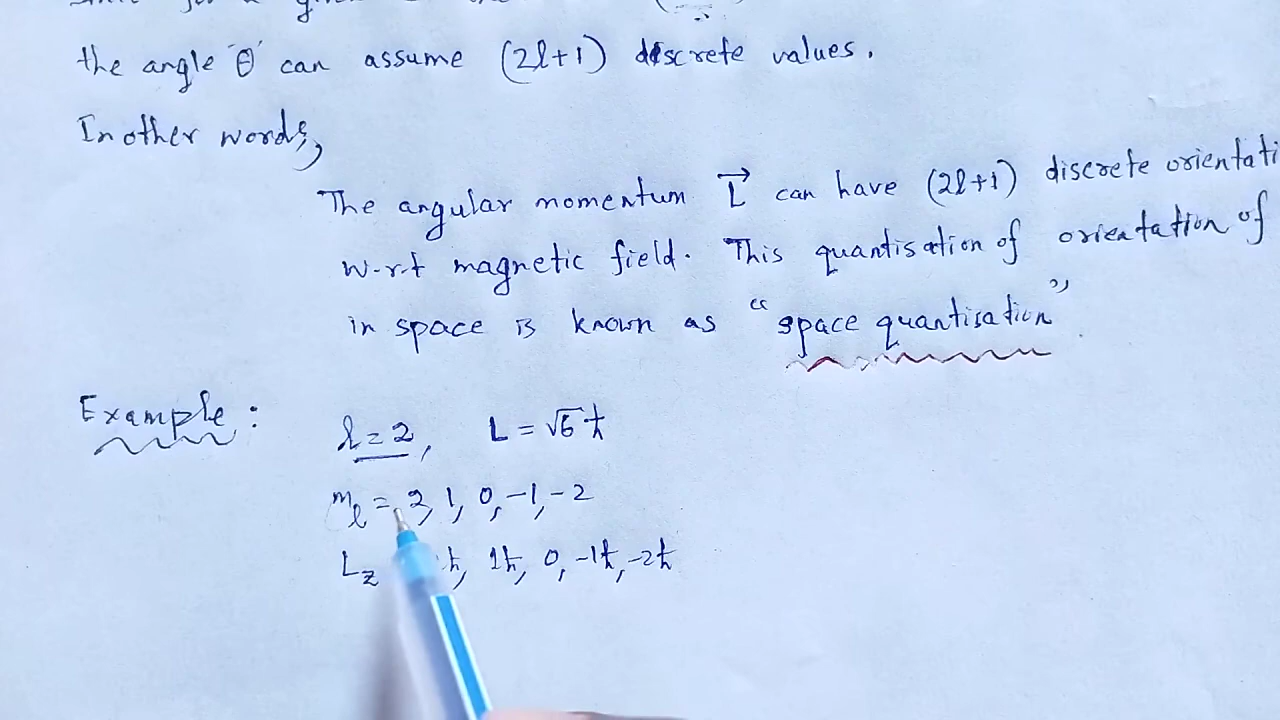 the angle 'θ' can assume (2l+1) discrete values.
In other words,
The angular momentum L⃗ can have (2l+1) discrete orientati
w.r.t magnetic field. This quantisation of orientation of
in space is known as "space quantisation".
Example: l=2, L = √6 ħ
m_l = 2, 1, 0, -1, -2
L_z ħ, 1ħ, 0, -1ħ, -2ħ